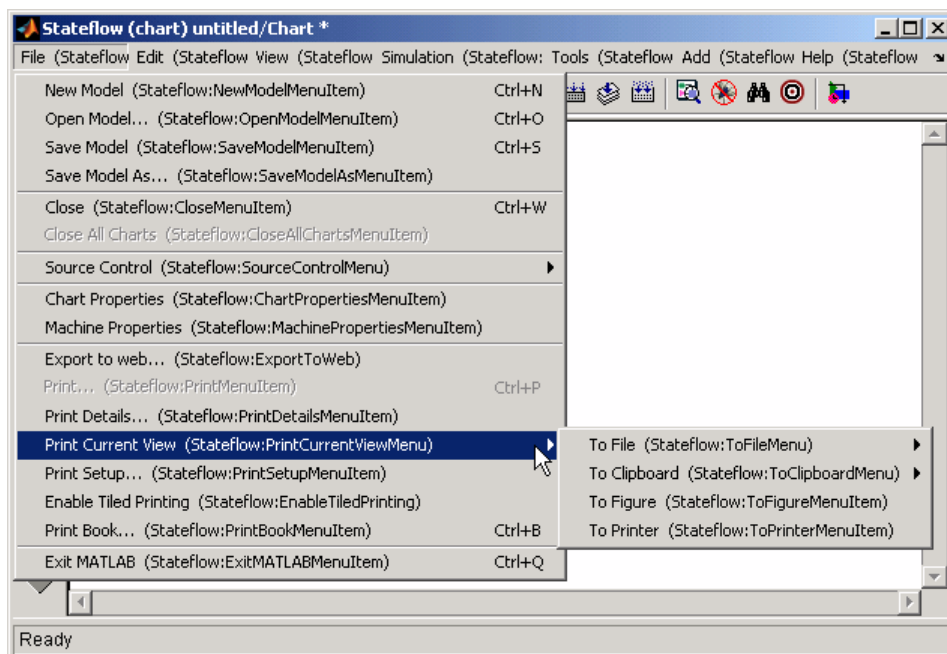 Stateflow (chart) untitled/Chart *
File (Stateflow Edit (Stateflow View (Stateflow Simulation (Stateflow: Tools (Stateflow Add (Stateflow Help (Stateflow
New Model (Stateflow:NewModelMenuItem) Ctrl+N
Open Model... (Stateflow:OpenModelMenuItem) Ctrl+O
Save Model (Stateflow:SaveModelMenuItem) Ctrl+S
Save Model As... (Stateflow:SaveModelAsMenuItem)
Close (Stateflow:CloseMenuItem) Ctrl+W
Close All Charts (Stateflow:CloseAllChartsMenuItem)
Source Control (Stateflow:SourceControlMenu)
Chart Properties (Stateflow:ChartPropertiesMenuItem)
Machine Properties (Stateflow:MachinePropertiesMenuItem)
Export to web... (Stateflow:ExportToWeb)
Print... (Stateflow:PrintMenuItem) Ctrl+P
Print Details... (Stateflow:PrintDetailsMenuItem)
Print Current View (Stateflow:PrintCurrentViewMenu) To File (Stateflow:ToFileMenu)
Print Setup... (Stateflow:PrintSetupMenuItem) To Clipboard (Stateflow:ToClipboardMenu)
Enable Tiled Printing (Stateflow:EnableTiledPrinting) To Figure (Stateflow:ToFigureMenuItem)
Print Book... (Stateflow:PrintBookMenuItem) Ctrl+B To Printer (Stateflow:ToPrinterMenuItem)
Exit MATLAB (Stateflow:ExitMATLABMenuItem) Ctrl+Q
Ready